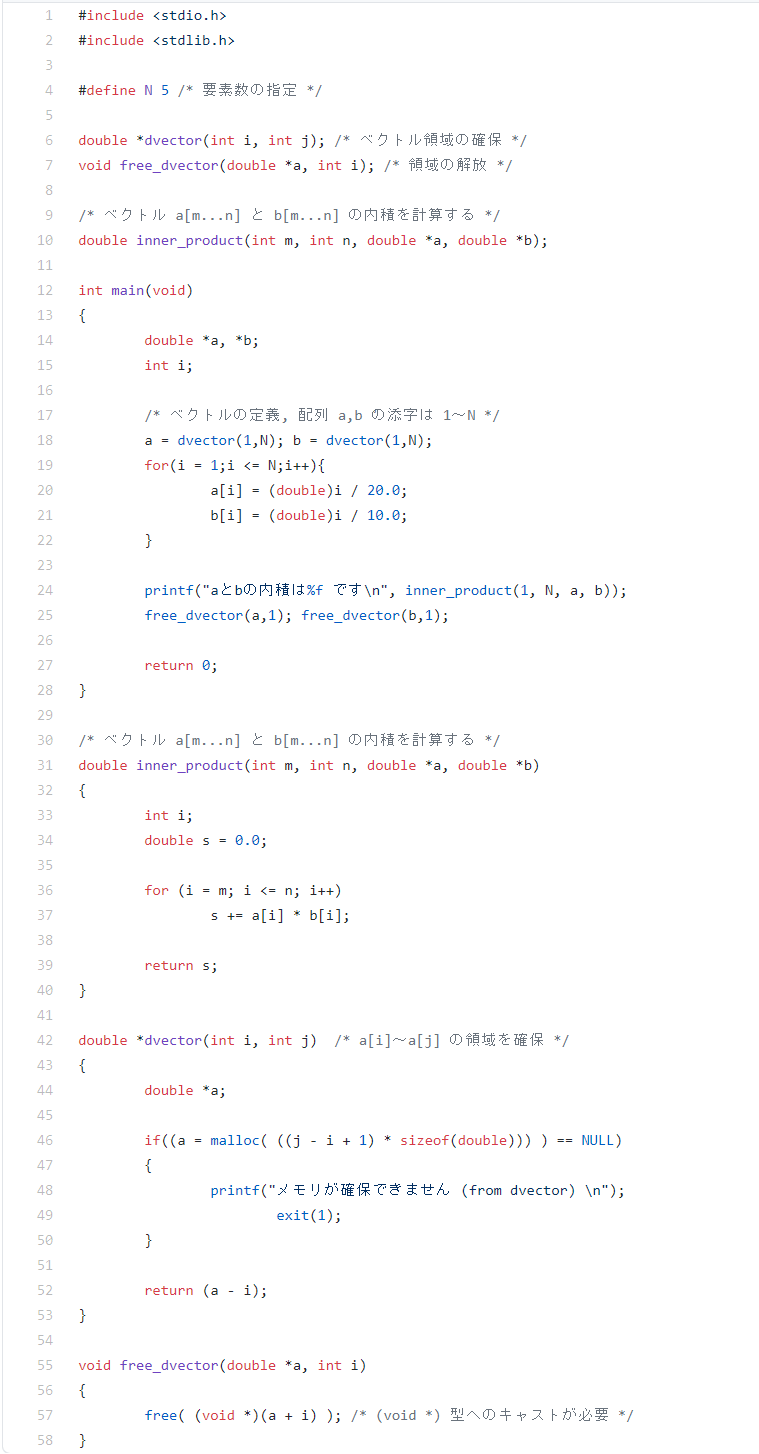 1 #include <stdio.h>
2 #include <stdlib.h>
3
4 #define N 5 /* 要素数の指定 */
5
6 double *dvector(int i, int j); /* ベクトル領域の確保 */
7 void free_dvector(double *a, int i); /* 領域の解放 */
8
9 /* ベクトル a[m...n] と b[m...n] の内積を計算する */
10 double inner_product(int m, int n, double *a, double *b);
11
12 int main(void)
13 {
14 double *a, *b;
15 int i;
16
17 /* ベクトルの定義, 配列 a,b の添字は 1～N */
18 a = dvector(1,N); b = dvector(1,N);
19 for(i = 1;i <= N;i++){
20 a[i] = (double)i / 20.0;
21 b[i] = (double)i / 10.0;
22 }
23
24 printf("aとbの内積は%f です\n", inner_product(1, N, a, b));
25 free_dvector(a,1); free_dvector(b,1);
26
27 return 0;
28 }
29
30 /* ベクトル a[m...n] と b[m...n] の内積を計算する */
31 double inner_product(int m, int n, double *a, double *b)
32 {
33 int i;
34 double s = 0.0;
35
36 for (i = m; i <= n; i++)
37 s += a[i] * b[i];
38
39 return s;
40 }
41
42 double *dvector(int i, int j)  /* a[i]～a[j] の領域を確保 */
43 {
44 double *a;
45
46 if((a = malloc( ((j - i + 1) * sizeof(double))) ) == NULL)
47 {
48 printf("メモリが確保できません (from dvector) \n");
49 exit(1);
50 }
51
52 return (a - i);
53 }
54
55 void free_dvector(double *a, int i)
56 {
57 free( (void *)(a + i) ); /* (void *) 型へのキャストが必要 */
58 }